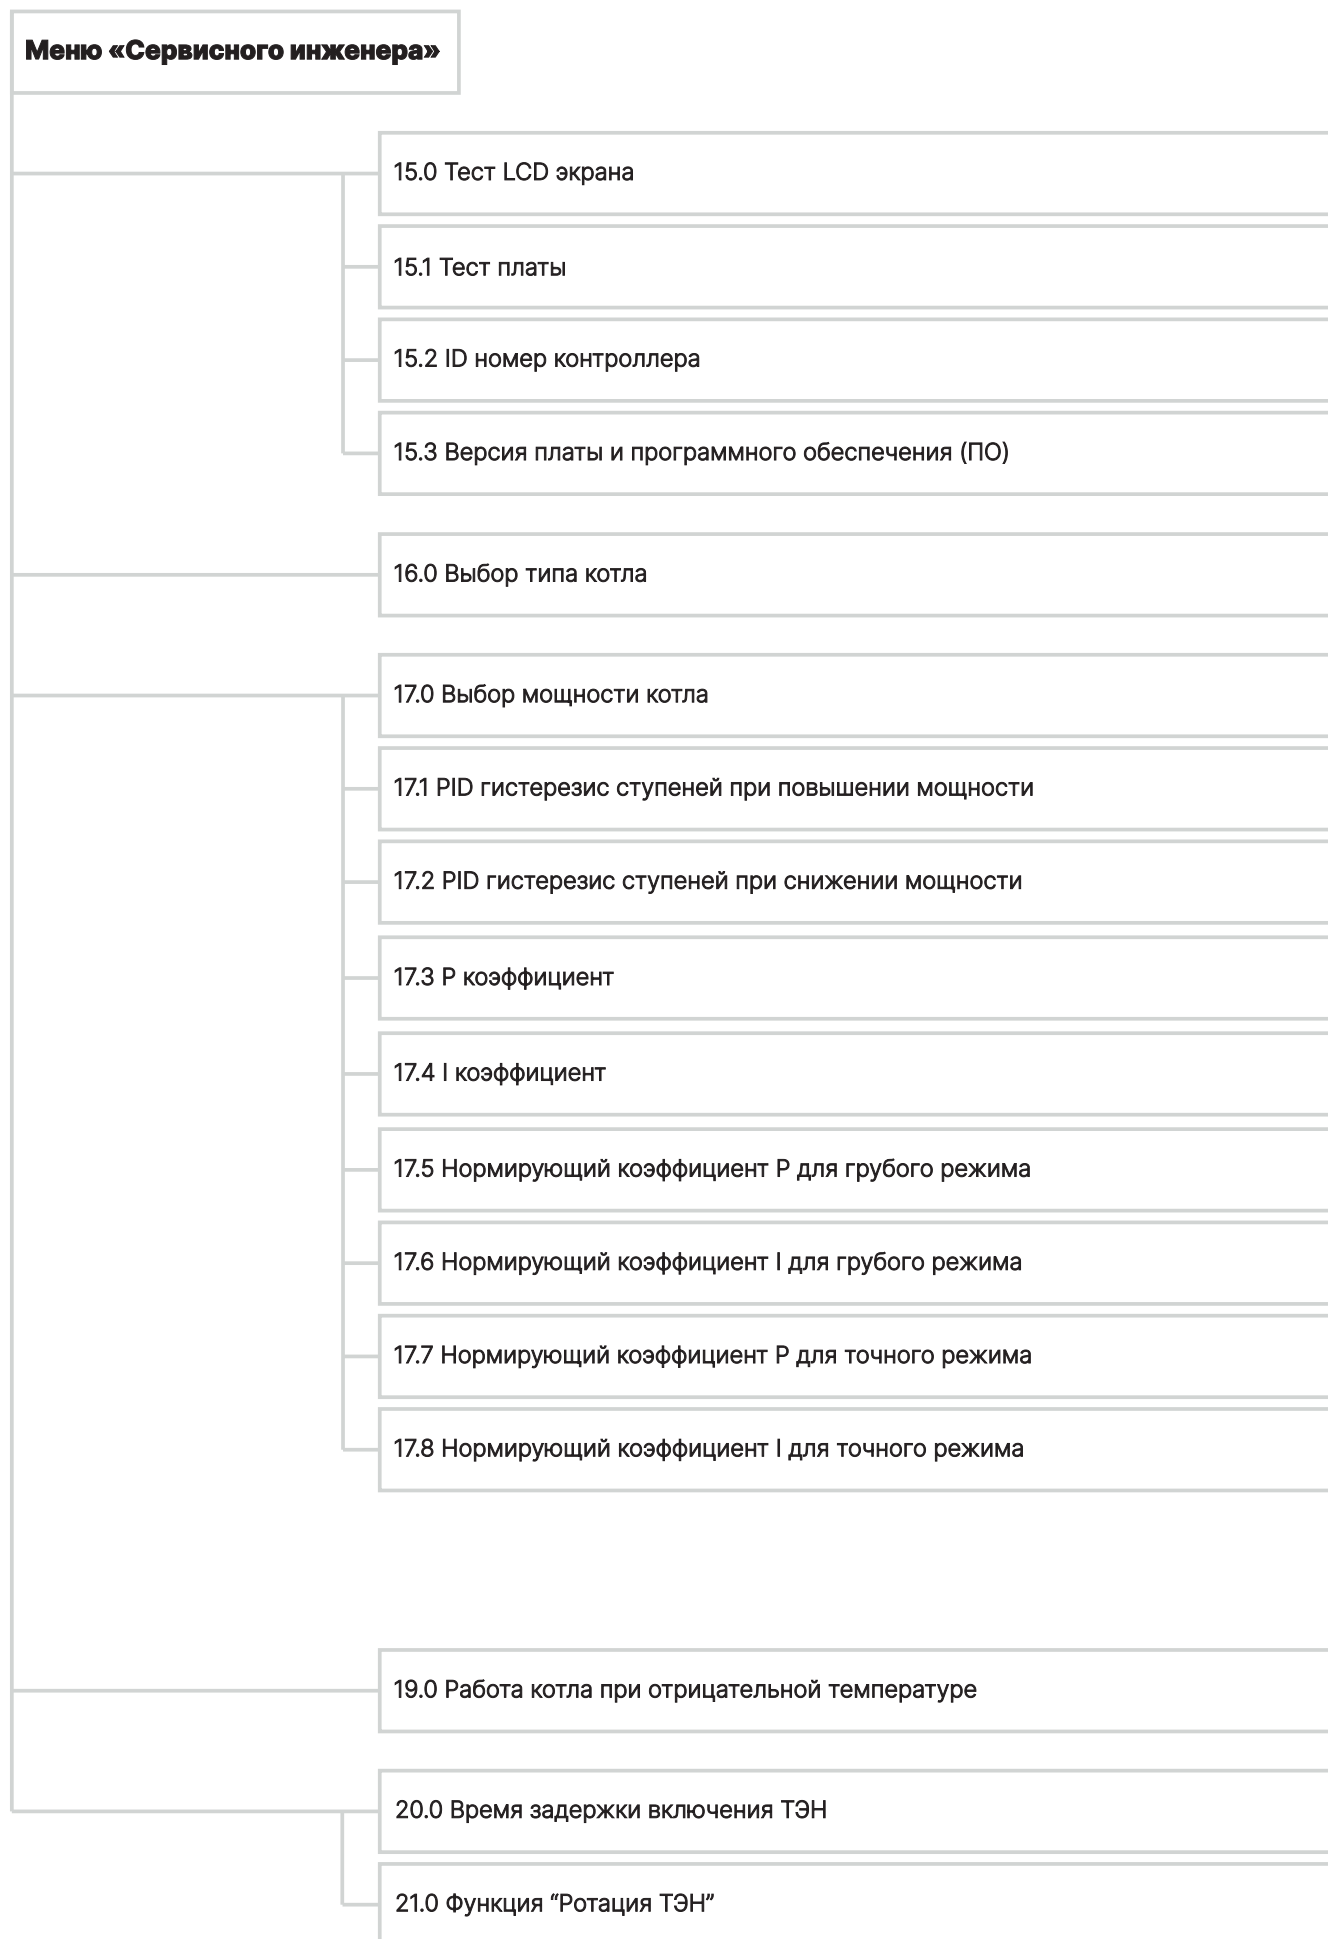 Меню «Сервисного инженера»
15.0 Тест LCD экрана
15.1 Тест платы
15.2 ID номер контроллера
15.3 Версия платы и программного обеспечения (ПО)
16.0 Выбор типа котла
17.0 Выбор мощности котла
17.1 PID гистерезис ступеней при повышении мощности
17.2 PID гистерезис ступеней при снижении мощности
17.3 P коэффициент
17.4 I коэффициент
17.5 Нормирующий коэффициент P для грубого режима
17.6 Нормирующий коэффициент I для грубого режима
17.7 Нормирующий коэффициент P для точного режима
17.8 Нормирующий коэффициент I для точного режима
19.0 Работа котла при отрицательной температуре
20.0 Время задержки включения ТЭН
21.0 Функция “Ротация ТЭН”